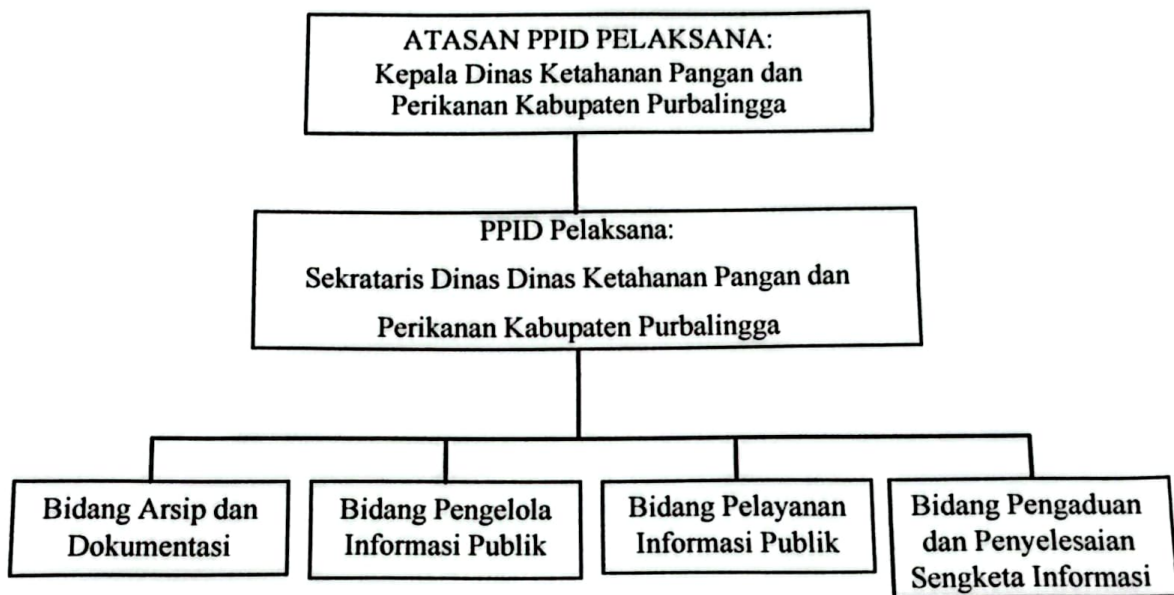 ATASAN PPID PELAKSANA:
Kepala Dinas Ketahanan Pangan dan
Perikanan Kabupaten Purbalingga
PPID Pelaksana:
Sekrataris Dinas Dinas Ketahanan Pangan dan
Perikanan Kabupaten Purbalingga
Bidang Arsip dan
Dokumentasi
Bidang Pengelola
Informasi Publik
Bidang Pelayanan
Informasi Publik
Bidang Pengaduan
dan Penyelesaian
Sengketa Informasi